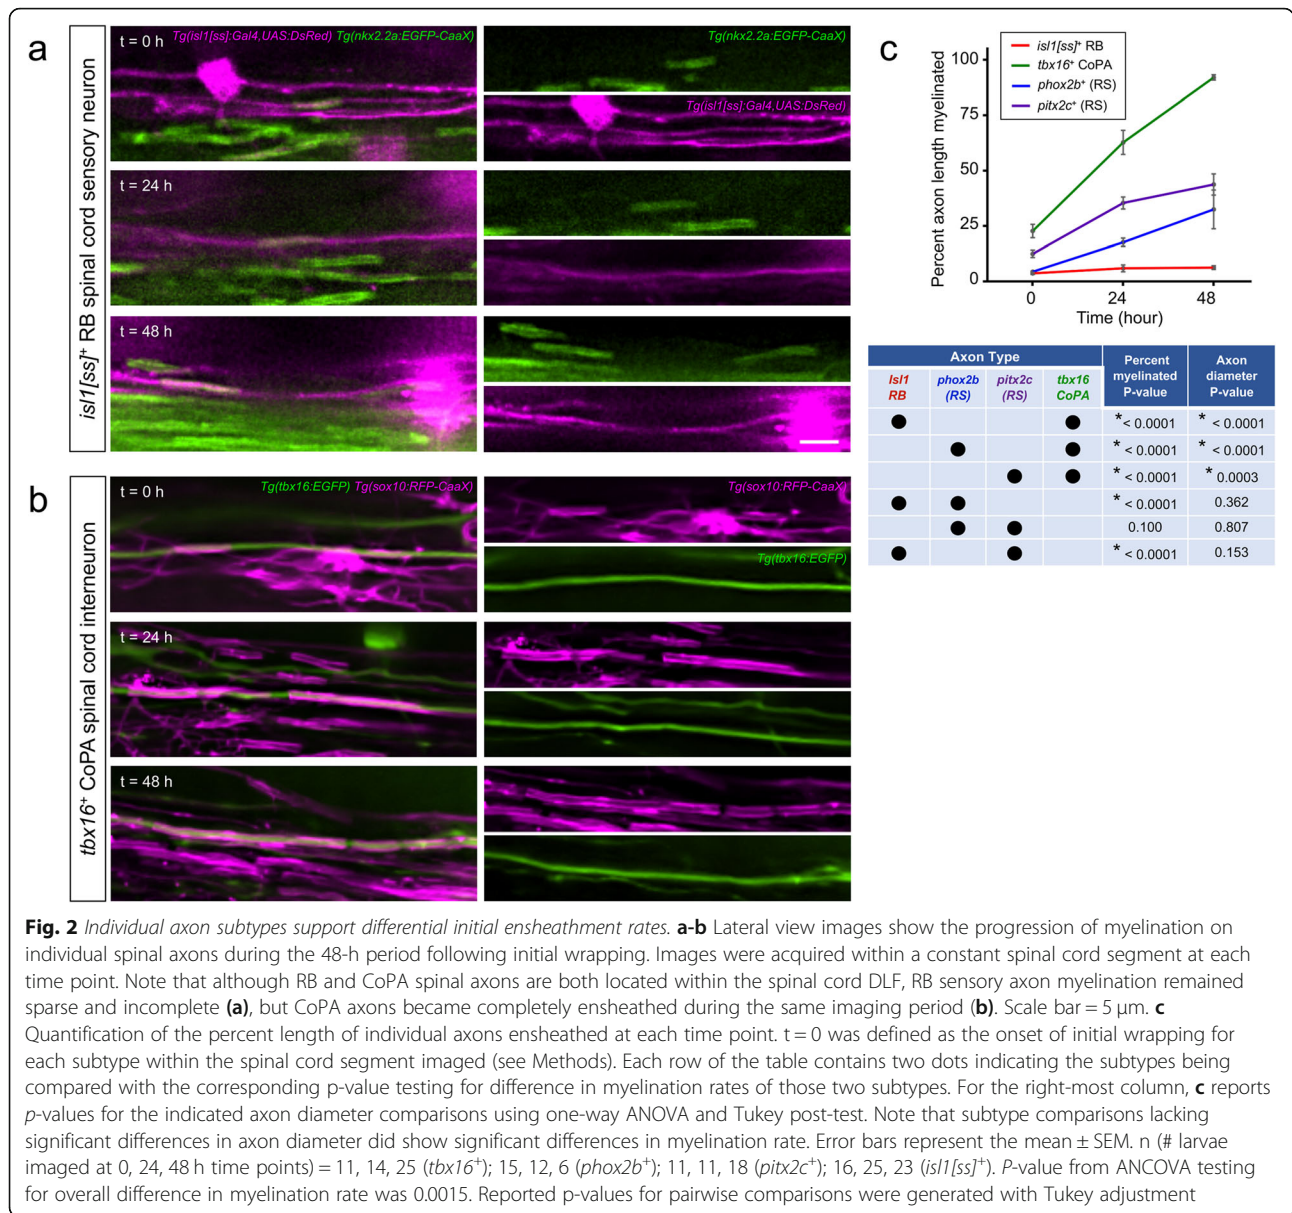 a
isl1[ss]⁺ RB spinal cord sensory neuron
t = 0 h
Tg(isl1[ss]:Gal4,UAS:DsRed) Tg(nkx2.2a:EGFP-CaaX)
Tg(nkx2.2a:EGFP-CaaX)
Tg(isl1[ss]:Gal4,UAS:DsRed)
t = 24 h
t = 48 h
b
tbx16⁺ CoPA spinal cord interneuron
t = 0 h
Tg(tbx16:EGFP) Tg(sox10:RFP-CaaX)
Tg(sox10:RFP-CaaX)
Tg(tbx16:EGFP)
t = 24 h
t = 48 h
c
isl1[ss]⁺ RB
tbx16⁺ CoPA
phox2b⁺ (RS)
pitx2c⁺ (RS)
Percent axon length myelinated
100
75
50
25
0
0 24 48
Time (hour)
Axon Type
Percent myelinated P-value
Axon diameter P-value
Isl1 RB
phox2b (RS)
pitx2c (RS)
tbx16 CoPA
● ● * < 0.0001 * < 0.0001
● ● * < 0.0001 * < 0.0001
● ● * < 0.0001 * 0.0003
● ● * < 0.0001 0.362
● ● 0.100 0.807
● ● * < 0.0001 0.153
Fig. 2 Individual axon subtypes support differential initial ensheathment rates. a-b Lateral view images show the progression of myelination on
individual spinal axons during the 48-h period following initial wrapping. Images were acquired within a constant spinal cord segment at each
time point. Note that although RB and CoPA spinal axons are both located within the spinal cord DLF, RB sensory axon myelination remained
sparse and incomplete (a), but CoPA axons became completely ensheathed during the same imaging period (b). Scale bar = 5 μm. c
Quantification of the percent length of individual axons ensheathed at each time point. t = 0 was defined as the onset of initial wrapping for
each subtype within the spinal cord segment imaged (see Methods). Each row of the table contains two dots indicating the subtypes being
compared with the corresponding p-value testing for difference in myelination rates of those two subtypes. For the right-most column, c reports
p-values for the indicated axon diameter comparisons using one-way ANOVA and Tukey post-test. Note that subtype comparisons lacking
significant differences in axon diameter did show significant differences in myelination rate. Error bars represent the mean ± SEM. n (# larvae
imaged at 0, 24, 48 h time points) = 11, 14, 25 (tbx16⁺); 15, 12, 6 (phox2b⁺); 11, 11, 18 (pitx2c⁺); 16, 25, 23 (isl1[ss]⁺). P-value from ANCOVA testing
for overall difference in myelination rate was 0.0015. Reported p-values for pairwise comparisons were generated with Tukey adjustment